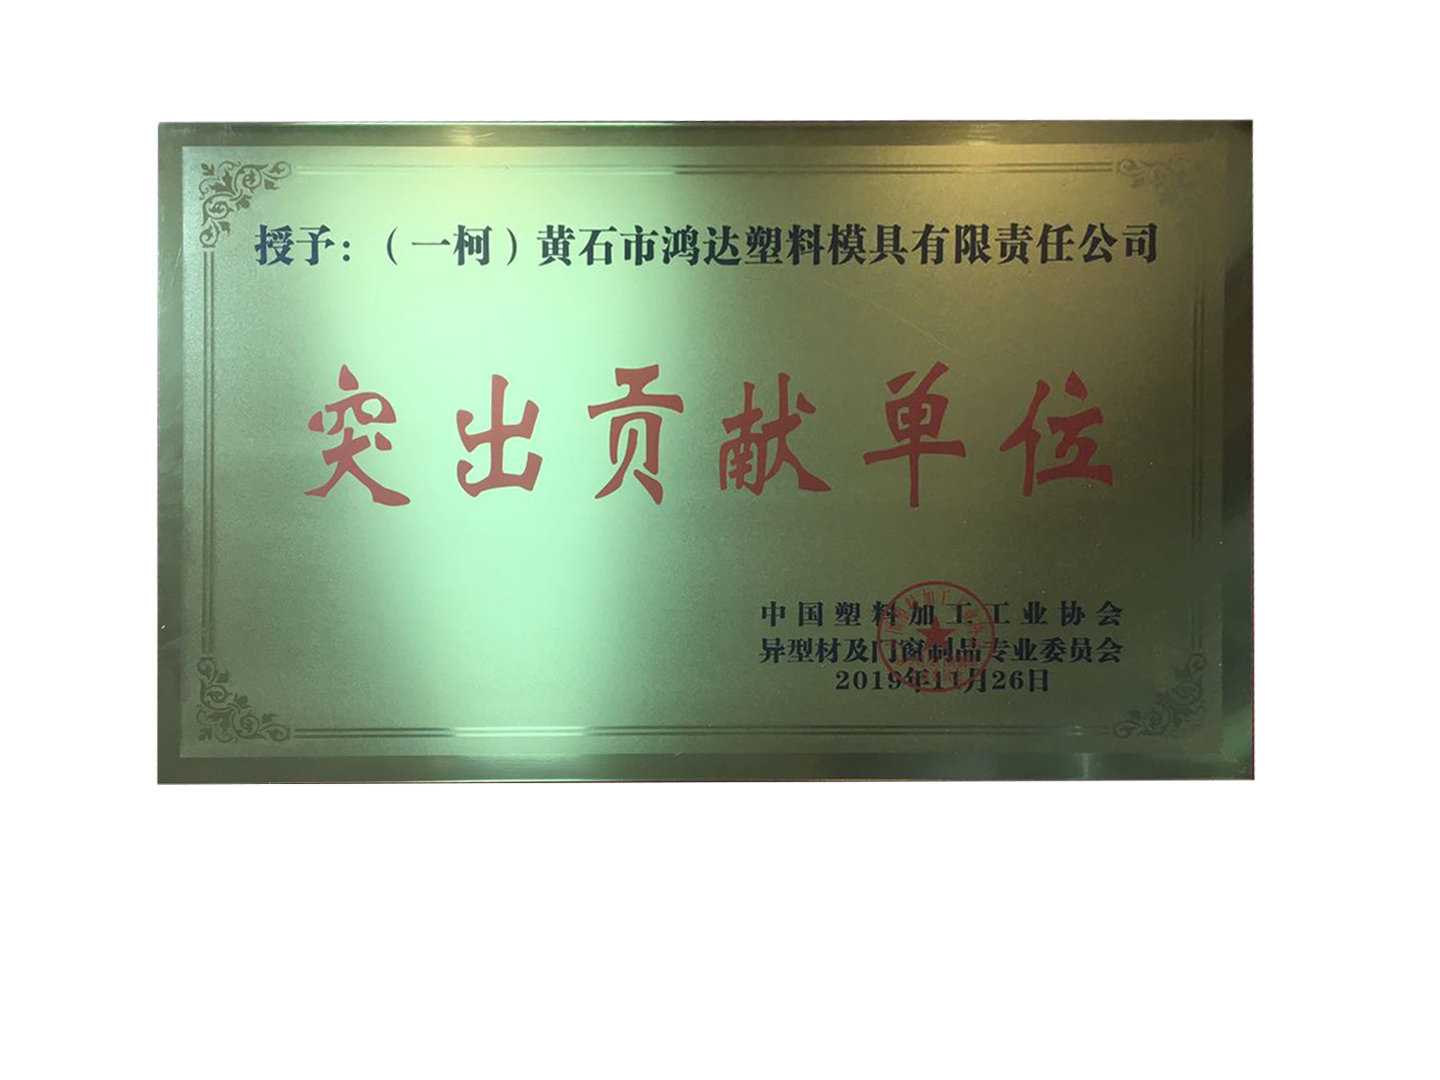 授予：（一柯）黄石市鸿达塑料模具有限责任公司
突出贡献单位
中国塑料加工工业协会
异型材及门窗制品专业委员会
2019年11月26日